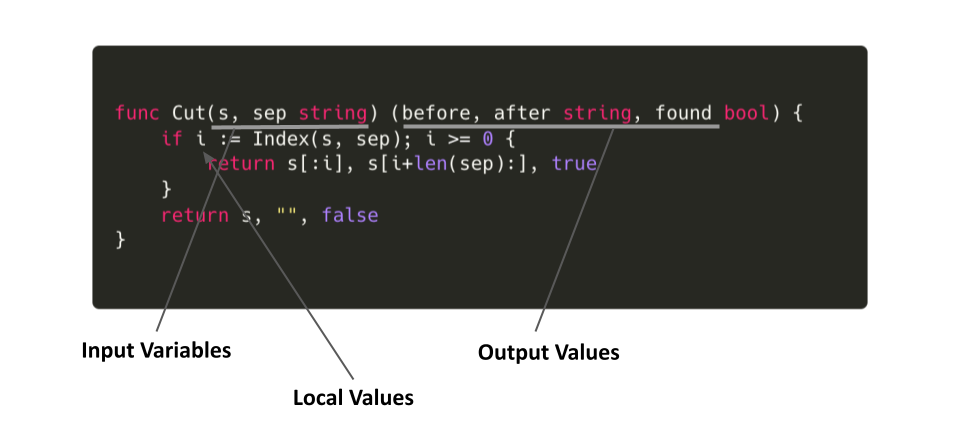 func Cut(s, sep string) (before, after string, found bool) {
    if i := Index(s, sep); i >= 0 {
        return s[:i], s[i+len(sep):], true
    }
    return s, "", false
}
Input Variables
Output Values
Local Values